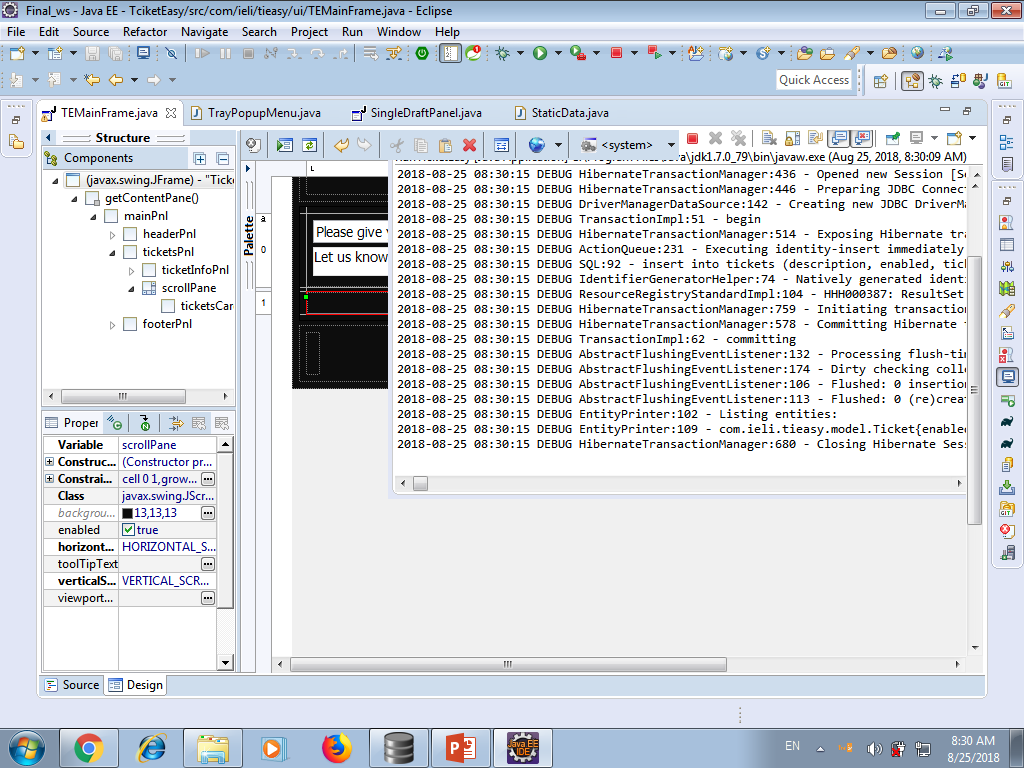 Final_ws - Java EE - TciketEasy/src/com/ieli/tieasy/ui/TEMainFrame.java - Eclipse
File Edit Source Refactor Navigate Search Project Run Window Help
Quick Access
TEMainFrame.java TrayPopupMenu.java SingleDraftPanel.java StaticData.java
Structure
<system>
Components
jdk1.7.0_79\bin\javaw.exe (Aug 25, 2018, 8:30:09 AM)
(javax.swing.JFrame) - "Ticke
getContentPane()
mainPnl
headerPnl
ticketsPnl
ticketInfoPnl
scrollPane
ticketsCar
footerPnl
Palette
a
0
1
Please give
Let us know
2018-08-25 08:30:15 DEBUG HibernateTransactionManager:436 - Opened new Session [Se
2018-08-25 08:30:15 DEBUG HibernateTransactionManager:446 - Preparing JDBC Connect
2018-08-25 08:30:15 DEBUG DriverManagerDataSource:142 - Creating new JDBC DriverMa
2018-08-25 08:30:15 DEBUG TransactionImpl:51 - begin
2018-08-25 08:30:15 DEBUG HibernateTransactionManager:514 - Exposing Hibernate tra
2018-08-25 08:30:15 DEBUG ActionQueue:231 - Executing identity-insert immediately
2018-08-25 08:30:15 DEBUG SQL:92 - insert into tickets (description, enabled, tick
2018-08-25 08:30:15 DEBUG IdentifierGeneratorHelper:74 - Natively generated identi
2018-08-25 08:30:15 DEBUG ResourceRegistryStandardImpl:104 - HHH000387: ResultSet
2018-08-25 08:30:15 DEBUG HibernateTransactionManager:759 - Initiating transaction
2018-08-25 08:30:15 DEBUG HibernateTransactionManager:578 - Committing Hibernate t
2018-08-25 08:30:15 DEBUG TransactionImpl:62 - committing
2018-08-25 08:30:15 DEBUG AbstractFlushingEventListener:132 - Processing flush-tim
2018-08-25 08:30:15 DEBUG AbstractFlushingEventListener:174 - Dirty checking colle
2018-08-25 08:30:15 DEBUG AbstractFlushingEventListener:106 - Flushed: 0 insertion
2018-08-25 08:30:15 DEBUG AbstractFlushingEventListener:113 - Flushed: 0 (re)creat
2018-08-25 08:30:15 DEBUG EntityPrinter:102 - Listing entities:
2018-08-25 08:30:15 DEBUG EntityPrinter:109 - com.ieli.tieasy.model.Ticket{enabled
2018-08-25 08:30:15 DEBUG HibernateTransactionManager:680 - Closing Hibernate Sess
Proper
Variable scrollPane
Construc... (Constructor pr...
Constrai... cell 0 1,grow...
Class javax.swing.JScr...
backgrou... 13,13,13
enabled true
horizont... HORIZONTAL_S...
toolTipText
verticalS... VERTICAL_SCR...
viewport...
Source Design
EN
8:30 AM
8/25/2018